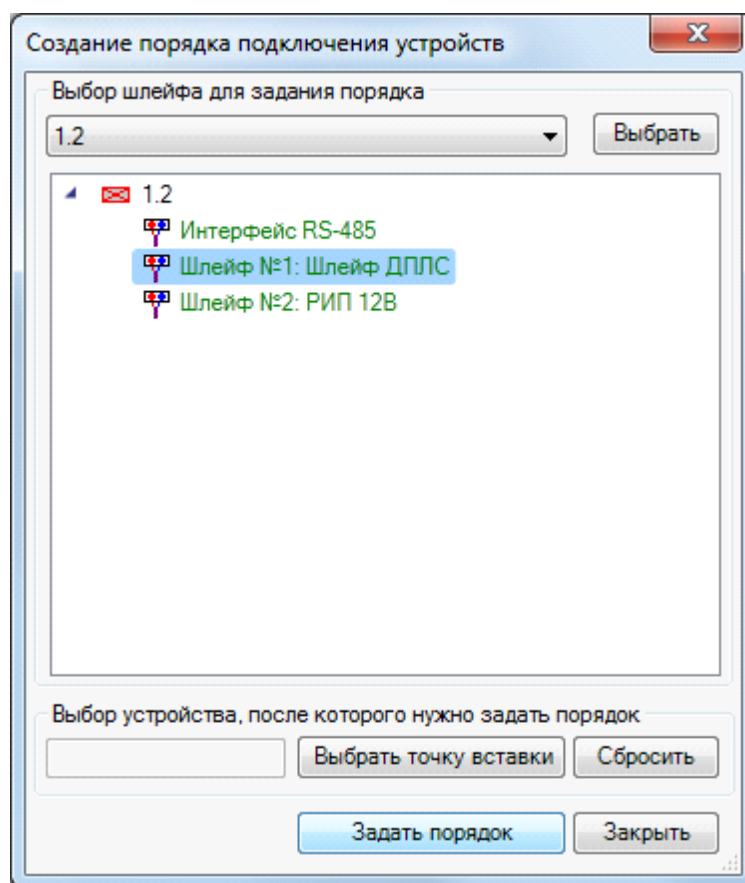 Создание порядка подключения устройств
Выбор шлейфа для задания порядка
1.2
Выбрать
1.2
Интерфейс RS-485
Шлейф №1: Шлейф ДПЛС
Шлейф №2: РИП 12В
Выбор устройства, после которого нужно задать порядок
Выбрать точку вставки
Сбросить
Задать порядок
Закрыть